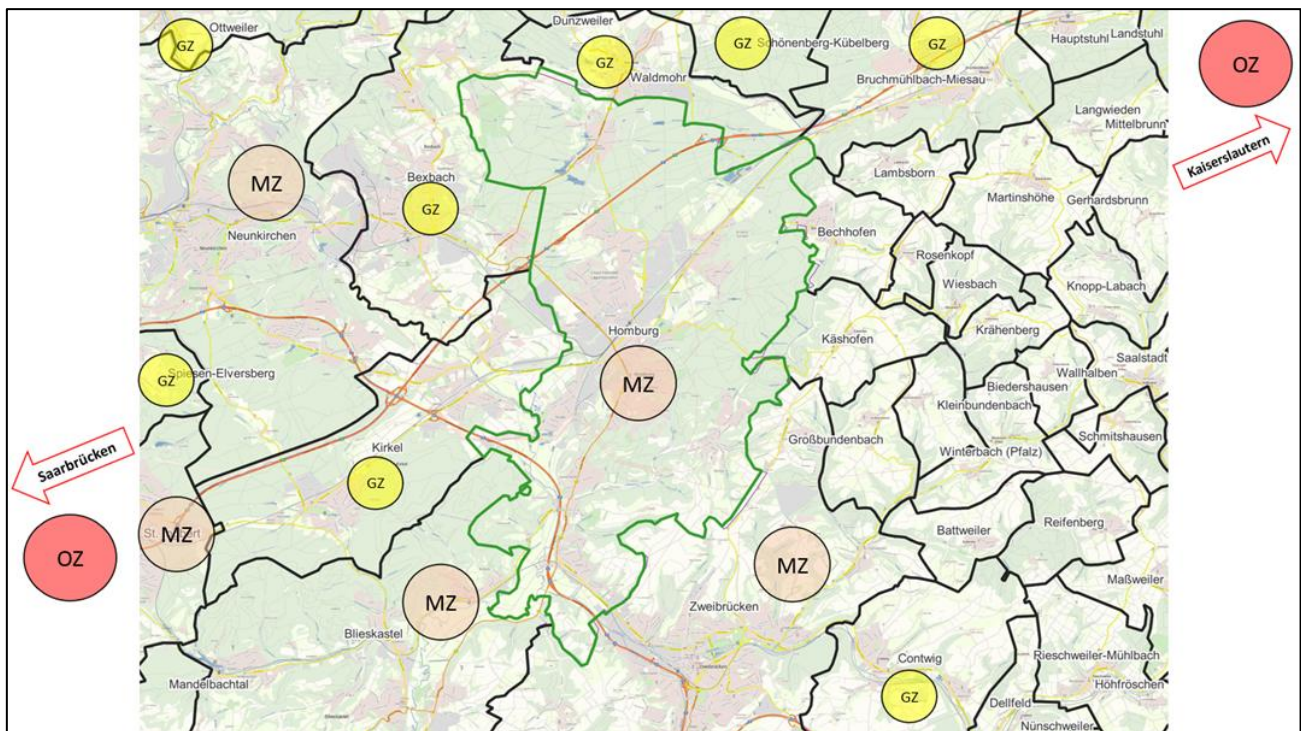 Ottweiler
GZ
Dunzweiler
GZ
Waldmohr
GZ
Schönenberg-Kübelberg
GZ
Bruchmühlbach-Miesau
Hauptstuhl
Landstuhl
OZ
Langwieden
Mittelbrunn
Kaiserslautern
MZ
Neunkirchen
Bexbach
GZ
Lambsborn
Martinshöhe
Gerhardsbrunn
Bechhofen
Rosenkopf
Wiesbach
Knopp-Labach
Homburg
MZ
Käshofen
Krähenberg
Saalstadt
Wallhalben
Biedershausen
Kleinbundenbach
GZ
Spiesen-Elversberg
Großbundenbach
Winterbach (Pfalz)
Schmitshausen
Saarbrücken
Kirkel
GZ
OZ
MZ
Battweiler
Reifenberg
MZ
Maßweiler
MZ
Blieskastel
Zweibrücken
Mandelbachtal
Contwig
GZ
Rieschweiler-Mühlbach
Höhfröschen
Dellfeld
Nünschweiler